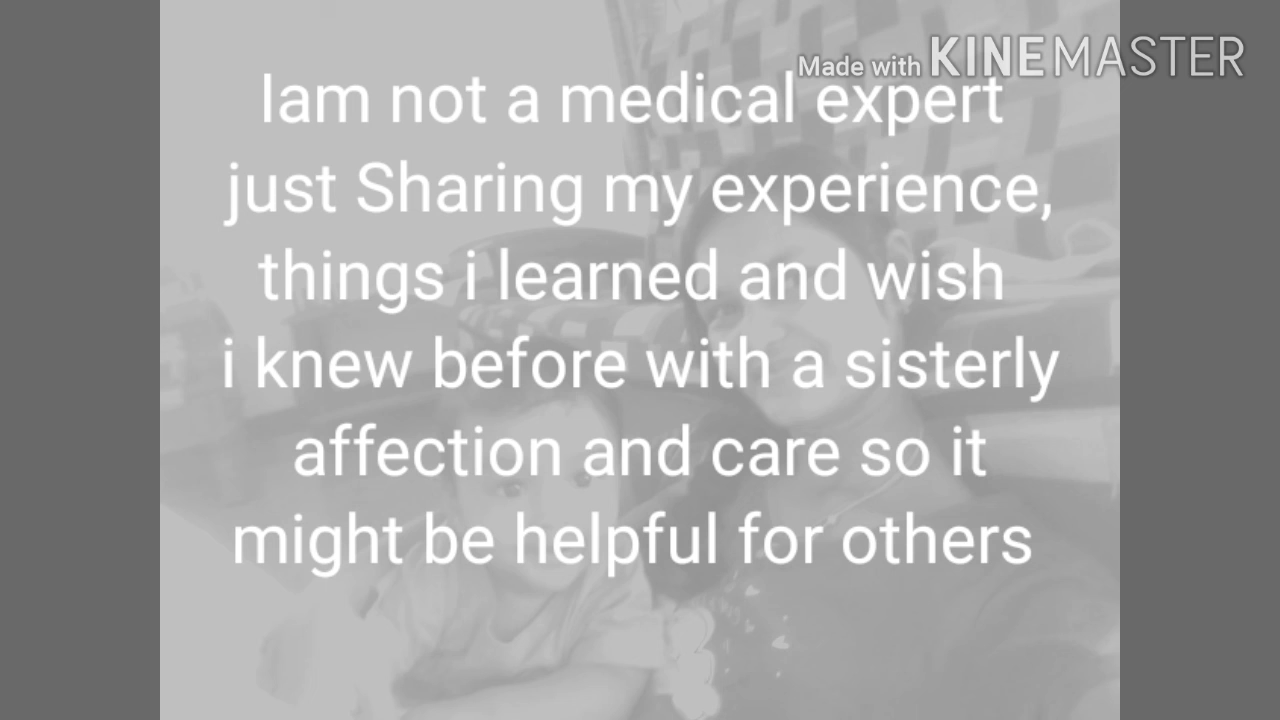 Made with KINEMASTER
Iam not a medical expert
just Sharing my experience,
things i learned and wish
i knew before with a sisterly
affection and care so it
might be helpful for others